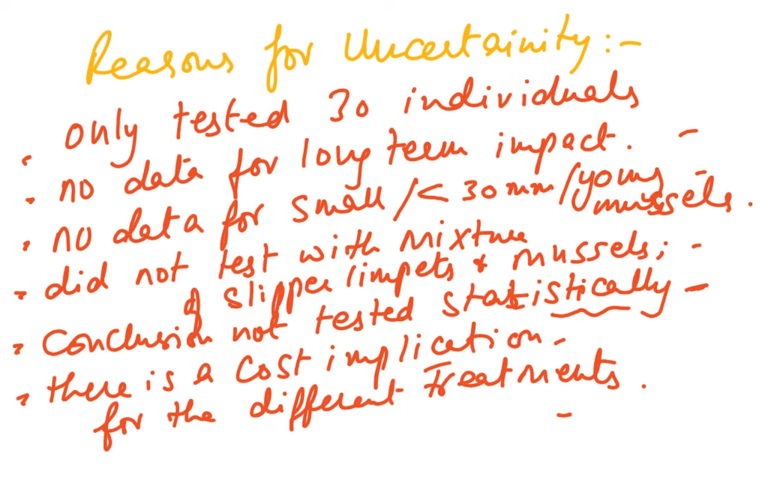 Reasons for Uncertainity:-
· only tested 30 individuals
· no data for long term impact. -
· no data for small /< 30mm/young -
mussels.
· did not test with mixture
of slipper limpets & mussels; -
· Conclusion not tested statistically -
· there is a cost implication -
for the different treatments.
-